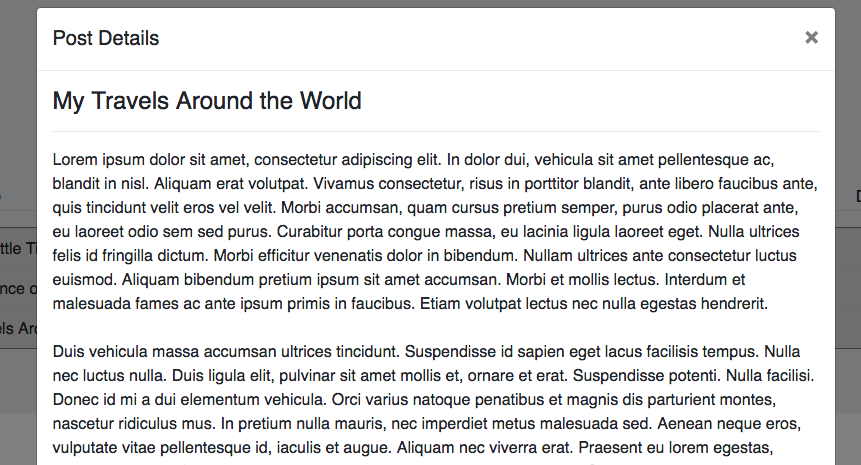 Post Details
×
My Travels Around the World
Lorem ipsum dolor sit amet, consectetur adipiscing elit. In dolor dui, vehicula sit amet pellentesque ac,
blandit in nisl. Aliquam erat volutpat. Vivamus consectetur, risus in porttitor blandit, ante libero faucibus ante,
quis tincidunt velit eros vel velit. Morbi accumsan, quam cursus pretium semper, purus odio placerat ante,
eu laoreet odio sem sed purus. Curabitur porta congue massa, eu lacinia ligula laoreet eget. Nulla ultrices
felis id fringilla dictum. Morbi efficitur venenatis dolor in bibendum. Nullam ultrices ante consectetur luctus
euismod. Aliquam bibendum pretium ipsum sit amet accumsan. Morbi et mollis lectus. Interdum et
malesuada fames ac ante ipsum primis in faucibus. Etiam volutpat lectus nec nulla egestas hendrerit.
Duis vehicula massa accumsan ultrices tincidunt. Suspendisse id sapien eget lacus facilisis tempus. Nulla
nec luctus nulla. Duis ligula elit, pulvinar sit amet mollis et, ornare et erat. Suspendisse potenti. Nulla facilisi.
Donec id mi a dui elementum vehicula. Orci varius natoque penatibus et magnis dis parturient montes,
nascetur ridiculus mus. In pretium nulla mauris, nec imperdiet metus malesuada sed. Aenean neque eros,
vulputate vitae pellentesque id, iaculis et augue. Aliquam nec viverra erat. Praesent eu lorem egestas,